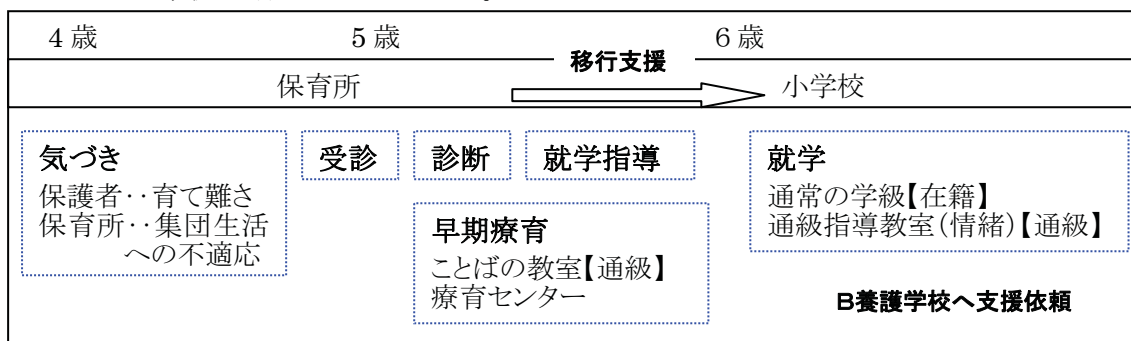 4歳 5歳 6歳
移行支援
保育所 小学校
気づき
保護者‥育て難さ
保育所‥集団生活
への不適応
受診
診断
就学指導
早期療育
ことばの教室【通級】
療育センター
就学
通常の学級【在籍】
通級指導教室(情緒)【通級】
B養護学校へ支援依頼